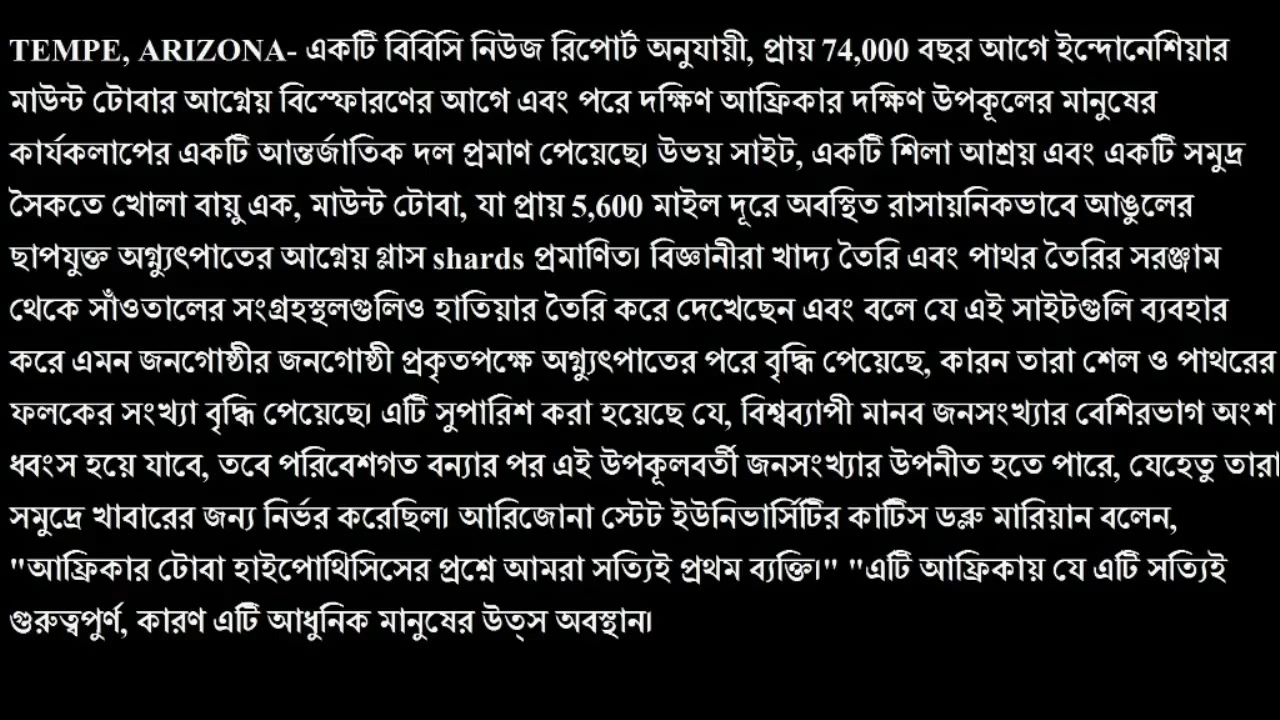 TEMPE, ARIZONA- একটি বিবিসি নিউজ রিপোর্ট অনুযায়ী, প্রায় 74,000 বছর আগে ইন্দোনেশিয়ার
মাউন্ট টোবার আগ্নেয় বিস্ফোরণের আগে এবং পরে দক্ষিণ আফ্রিকার দক্ষিণ উপকূলের মানুষের
কার্যকলাপের একটি আন্তর্জাতিক দল প্রমাণ পেয়েছে। উভয় সাইট, একটি শিলা আশ্রয় এবং একটি সমুদ্র
সৈকতে খোলা বায়ু এক, মাউন্ট টোবা, যা প্রায় 5,600 মাইল দূরে অবস্থিত রাসায়নিকভাবে আঙুলের
ছাপযুক্ত অগ্ন্যুৎপাতের আগ্নেয় গ্লাস shards প্রমাণিত। বিজ্ঞানীরা খাদ্য তৈরি এবং পাথর তৈরির সরঞ্জাম
থেকে সাঁওতালের সংগ্রহস্থলগুলিও হাতিয়ার তৈরি করে দেখেছেন এবং বলে যে এই সাইটগুলি ব্যবহার
করে এমন জনগোষ্ঠীর জনগোষ্ঠী প্রকৃতপক্ষে অগ্ন্যুৎপাতের পরে বৃদ্ধি পেয়েছে, কারন তারা শেল ও পাথরের
ফলকের সংখ্যা বৃদ্ধি পেয়েছে। এটি সুপারিশ করা হয়েছে যে, বিশ্বব্যাপী মানব জনসংখ্যার বেশিরভাগ অংশ
ধ্বংস হয়ে যাবে, তবে পরিবেশগত বন্যার পর এই উপকূলবর্তী জনসংখ্যার উপনীত হতে পারে, যেহেতু তারা
সমুদ্রে খাবারের জন্য নির্ভর করেছিল। আরিজোনা স্টেট ইউনিভার্সিটির কার্টিস ডব্লু মারিয়ান বলেন,
"আফ্রিকার টোবা হাইপোথিসিসের প্রশ্নে আমরা সত্যিই প্রথম ব্যক্তি।" "এটি আফ্রিকায় যে এটি সত্যিই
গুরুত্বপুর্ণ, কারণ এটি আধুনিক মানুষের উত্স অবস্থান।